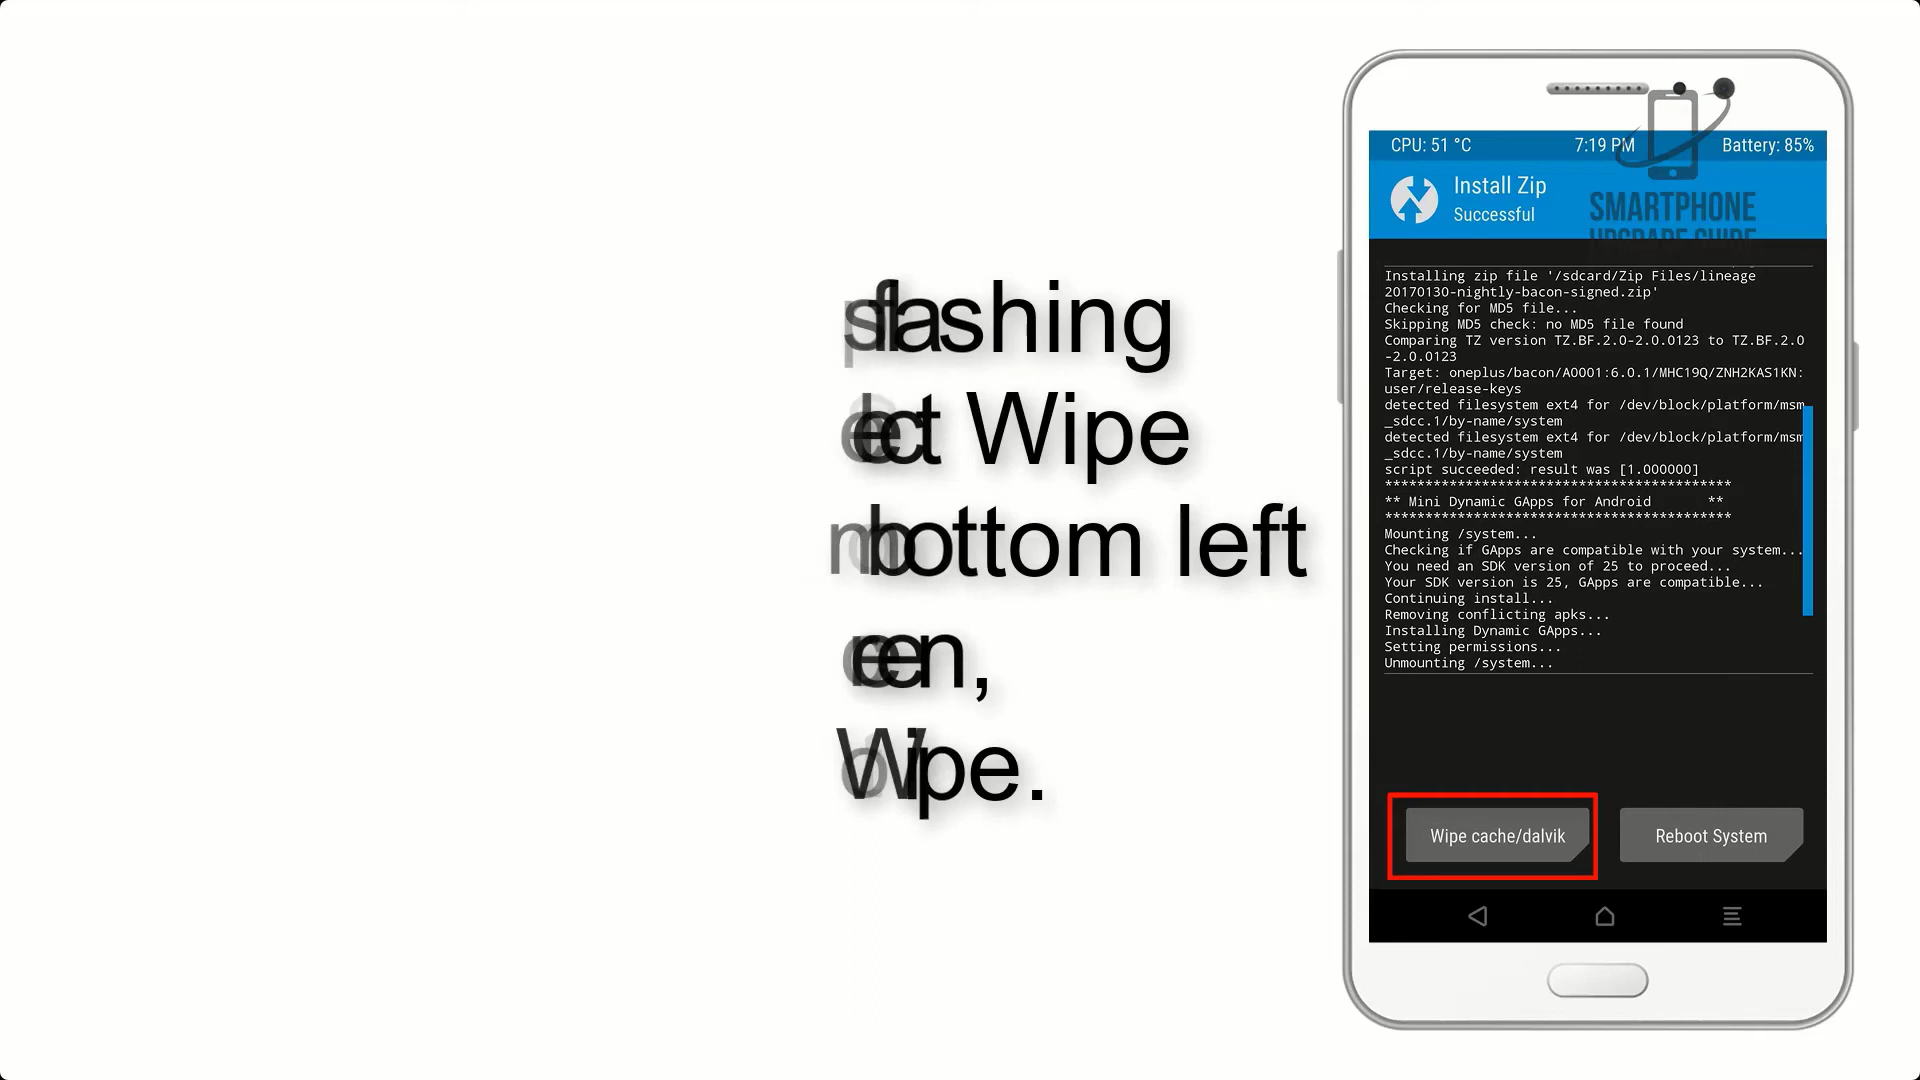 flashing
Wipe
bottom left
Wipe.
CPU: 51 °C 7:19 PM Battery: 85%
Install Zip
Successful
SMARTPHONE
UPGRADE GUIDE
Installing zip file '/sdcard/Zip Files/lineage
20170130-nightly-bacon-signed.zip'
Checking for MD5 file...
Skipping MD5 check: no MD5 file found
Comparing TZ version TZ.BF.2.0-2.0.0123 to TZ.BF.2.0
-2.0.0123
Target: oneplus/bacon/A0001:6.0.1/MHC19Q/ZNH2KAS1KN:
user/release-keys
detected filesystem ext4 for /dev/block/platform/msm
_sdcc.1/by-name/system
detected filesystem ext4 for /dev/block/platform/msm
_sdcc.1/by-name/system
script succeeded: result was [1.000000]
*******************************************
** Mini Dynamic GApps for Android **
*******************************************
Mounting /system...
Checking if GApps are compatible with your system...
You need an SDK version of 25 to proceed...
Your SDK version is 25, GApps are compatible...
Continuing install...
Removing conflicting apks...
Installing Dynamic GApps...
Setting permissions...
Unmounting /system...
Wipe cache/dalvik
Reboot System